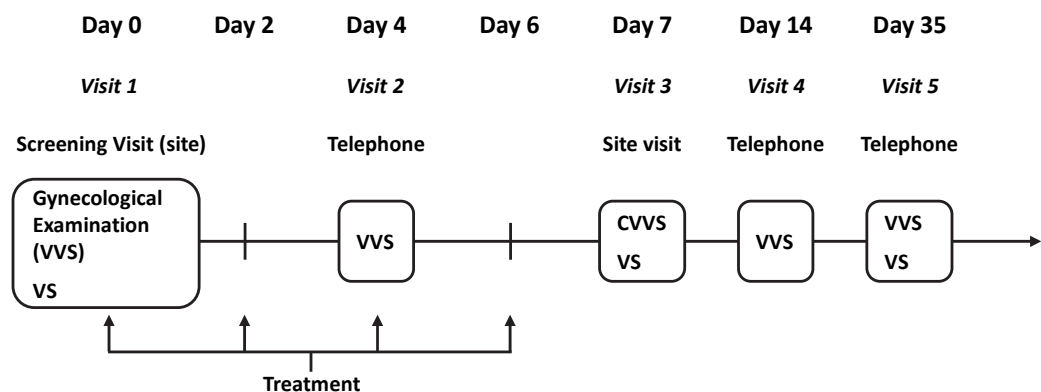 Day 0 Day 2 Day 4 Day 6 Day 7 Day 14 Day 35
Visit 1 Visit 2 Visit 3 Visit 4 Visit 5
Screening Visit (site) Telephone Site visit Telephone Telephone
Gynecological
Examination
(VVS)
VS
VVS
CVVS
VS
VVS
VVS
VS
Treatment